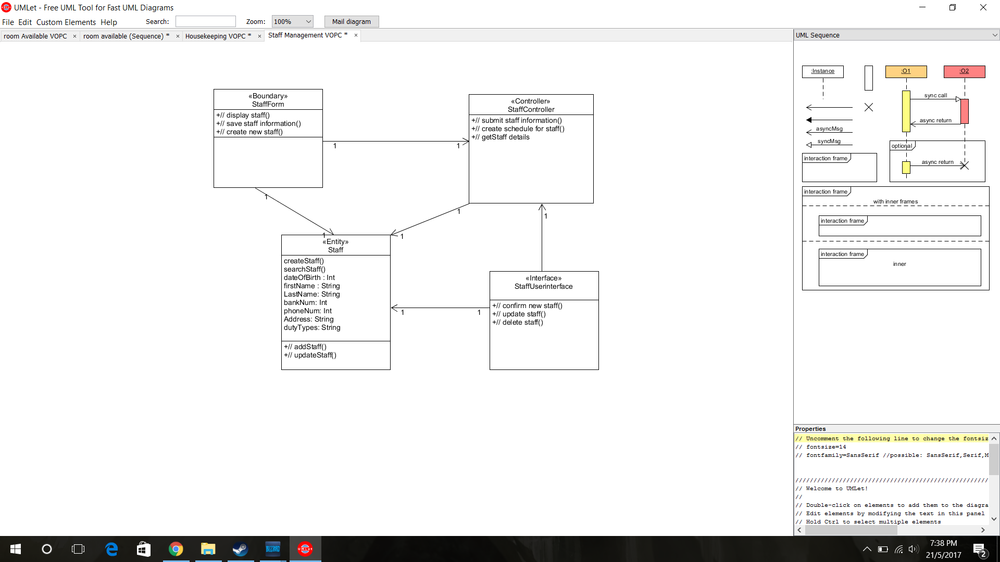 UMLet - Free UML Tool for Fast UML Diagrams
File Edit Custom Elements Help Search: Zoom: 100% Mail diagram
room Available VOPC × room available (Sequence) * × Housekeeping VOPC * × Staff Management VOPC * ×
UML Sequence
«Boundary»
StaffForm
+// display staff()
+// save staff information()
+// create new staff()
1
1
«Controller»
StaffController
+// submit staff information()
+// create schedule for staff()
+// getStaff details
1
1
1
1
1
«Entity»
Staff
createStaff()
searchStaff()
dateOfBirth : Int
firstName : String
LastName: String
bankNum: Int
phoneNum: Int
Address: String
dutyTypes: String
+// addStaff()
+// updateStaff()
1
1
«Interface»
StaffUserinterface
+// confirm new staff()
+// update staff()
+// delete staff()
:Instance
:O1
:O2
sync call
async return
asyncMsg
syncMsg
optional
async return
interaction frame
interaction frame
with inner frames
interaction frame
interaction frame
inner
Properties
// Uncomment the following line to change the fontsiz
// fontsize=14
// fontfamily=SansSerif //possible: SansSerif,Serif,M
/////////////////////////////////////////////////////
// Welcome to UMLet!
//
// Double-click on elements to add them to the diagra
// Edit elements by modifying the text in this panel
// Hold Ctrl to select multiple elements
BLIZZARD
UMLet
7:38 PM
21/5/2017
2